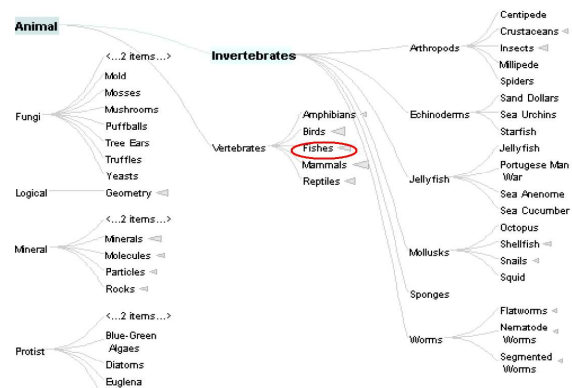 Animal
<...2 items...>
Mold
Mosses
Mushrooms
Fungi
Puffballs
Tree Ears
Truffles
Yeasts
Logical
Geometry
<...2 items...>
Minerals
Mineral
Molecules
Particles
Rocks
<...2 items...>
Blue-Green
Algaes
Protist
Diatoms
Euglena
Invertebrates
Vertebrates
Amphibians
Birds
Fishes
Mammals
Reptiles
Arthropods
Centipede
Crustaceans
Insects
Millipede
Spiders
Echinoderms
Sand Dollars
Sea Urchins
Starfish
Jellyfish
Jellyfish
Portugese Man
War
Sea Anenome
Sea Cucumber
Mollusks
Octopus
Shellfish
Snails
Squid
Sponges
Worms
Flatworms
Nematode
Worms
Segmented
Worms